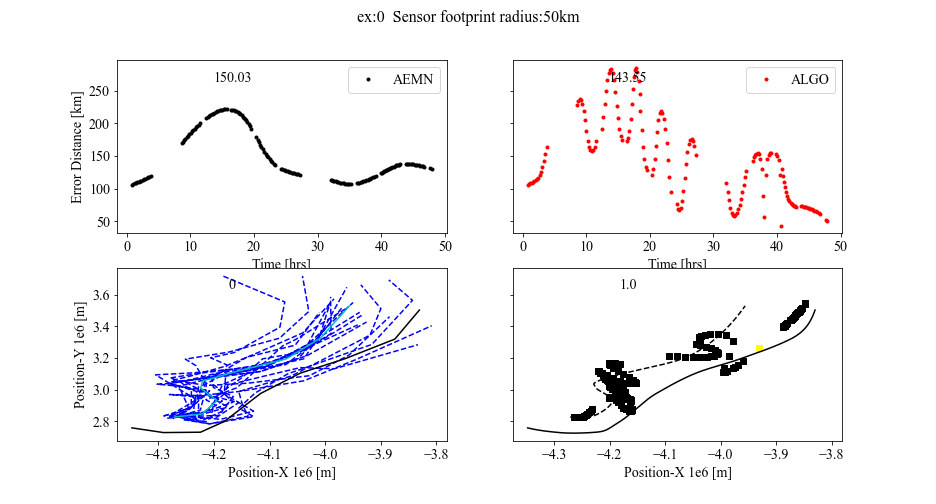 ex:0 Sensor footprint radius:50km
150.03
AEMN
143.55
ALGO
Error Distance [km]
250
200
150
100
50
0 10 20 30 40 50
0 10 20 30 40 50
Time [hrs]
Time [hrs]
0
1.0
Position-Y 1e6 [m]
3.6
3.4
3.2
3.0
2.8
−4.3 −4.2 −4.1 −4.0 −3.9 −3.8
−4.3 −4.2 −4.1 −4.0 −3.9 −3.8
Position-X 1e6 [m]
Position-X 1e6 [m]